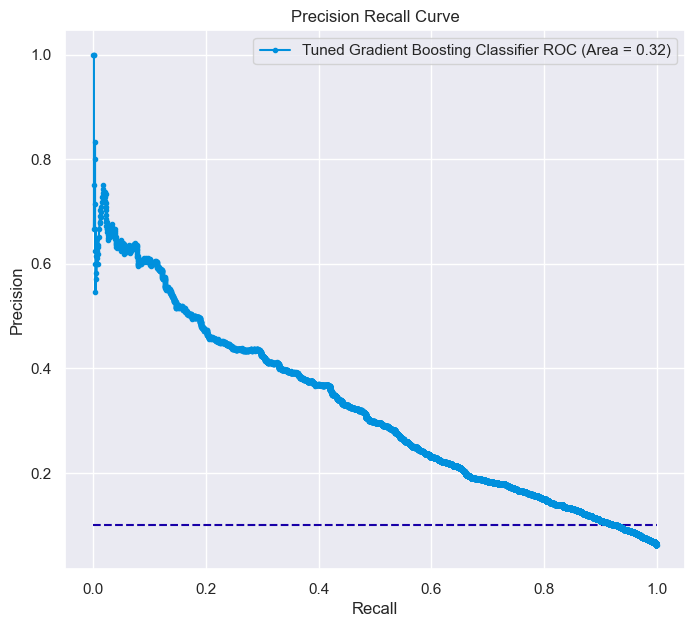 Precision Recall Curve
Tuned Gradient Boosting Classifier ROC (Area = 0.32)
1.0
0.8
0.6
0.4
0.2
Precision
0.0 0.2 0.4 0.6 0.8 1.0
Recall